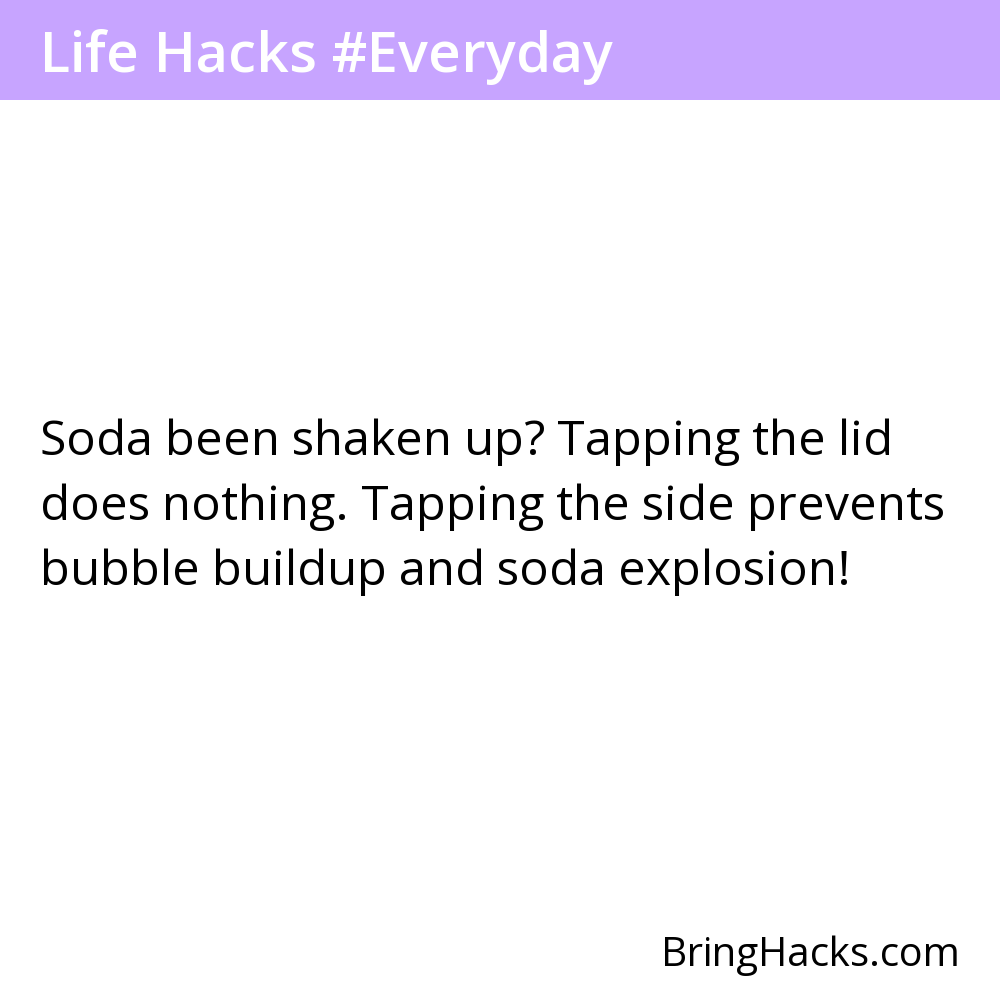 Life Hacks #Everyday
Soda been shaken up? Tapping the lid
does nothing. Tapping the side prevents
bubble buildup and soda explosion!
BringHacks.com